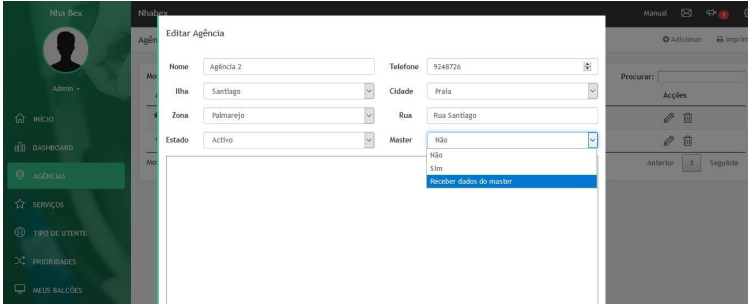 Nha Bex
Nhabex
Manual
1
Agên
Adicionar
Imprim
Editar Agência
Nome
Agência 2
Telefone
9248726
Ilha
Santiago
Cidade
Praia
Zona
Palmarejo
Rua
Rua Santiago
Estado
Activo
Master
Não
Não
Sim
Receber dados do master
Mos
Procurar:
Acções
Mos
Anterior
1
Seguinte
Admin
INÍCIO
DASHBOARD
AGÊNCIAS
SERVIÇOS
TIPO DE UTENTE
PRIORIDADES
MEUS BALCÕES